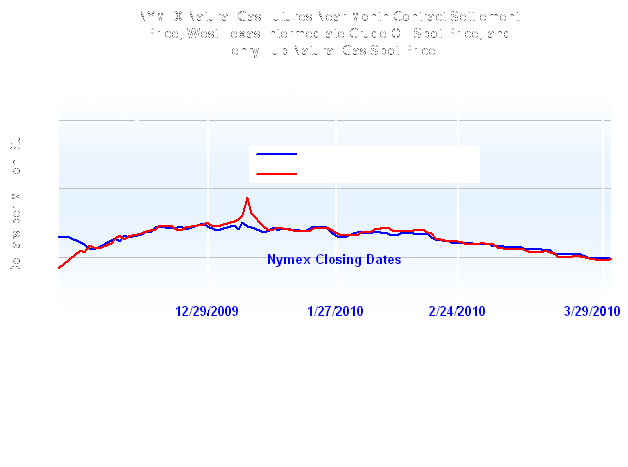 NYMEX Natural Gas Futures Near Month Contract Settlement
Price, West Texas Intermediate Crude Oil Spot Price, and
Henry Hub Natural Gas Spot Price
Nymex Closing Dates
12/29/2009 1/27/2010 2/24/2010 3/29/2010